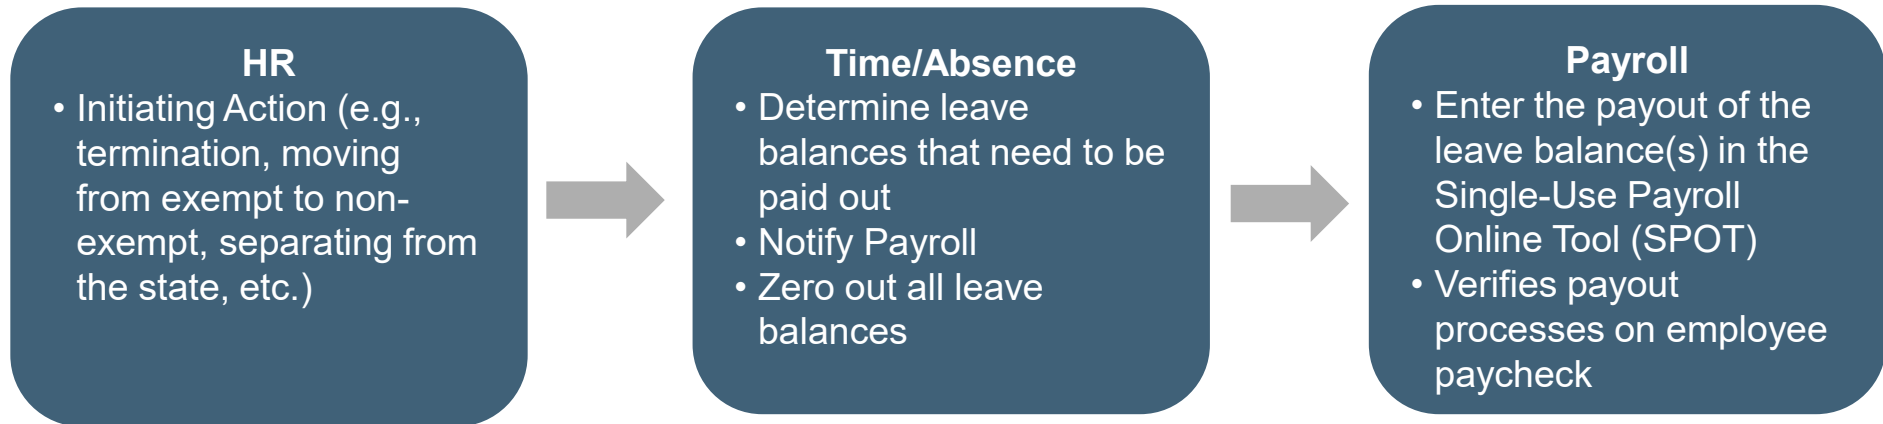 HR
• Initiating Action (e.g.,
termination, moving
from exempt to non-
exempt, separating from
the state, etc.)
Time/Absence
• Determine leave
balances that need to be
paid out
• Notify Payroll
• Zero out all leave
balances
Payroll
• Enter the payout of the
leave balance(s) in the
Single-Use Payroll
Online Tool (SPOT)
• Verifies payout
processes on employee
paycheck